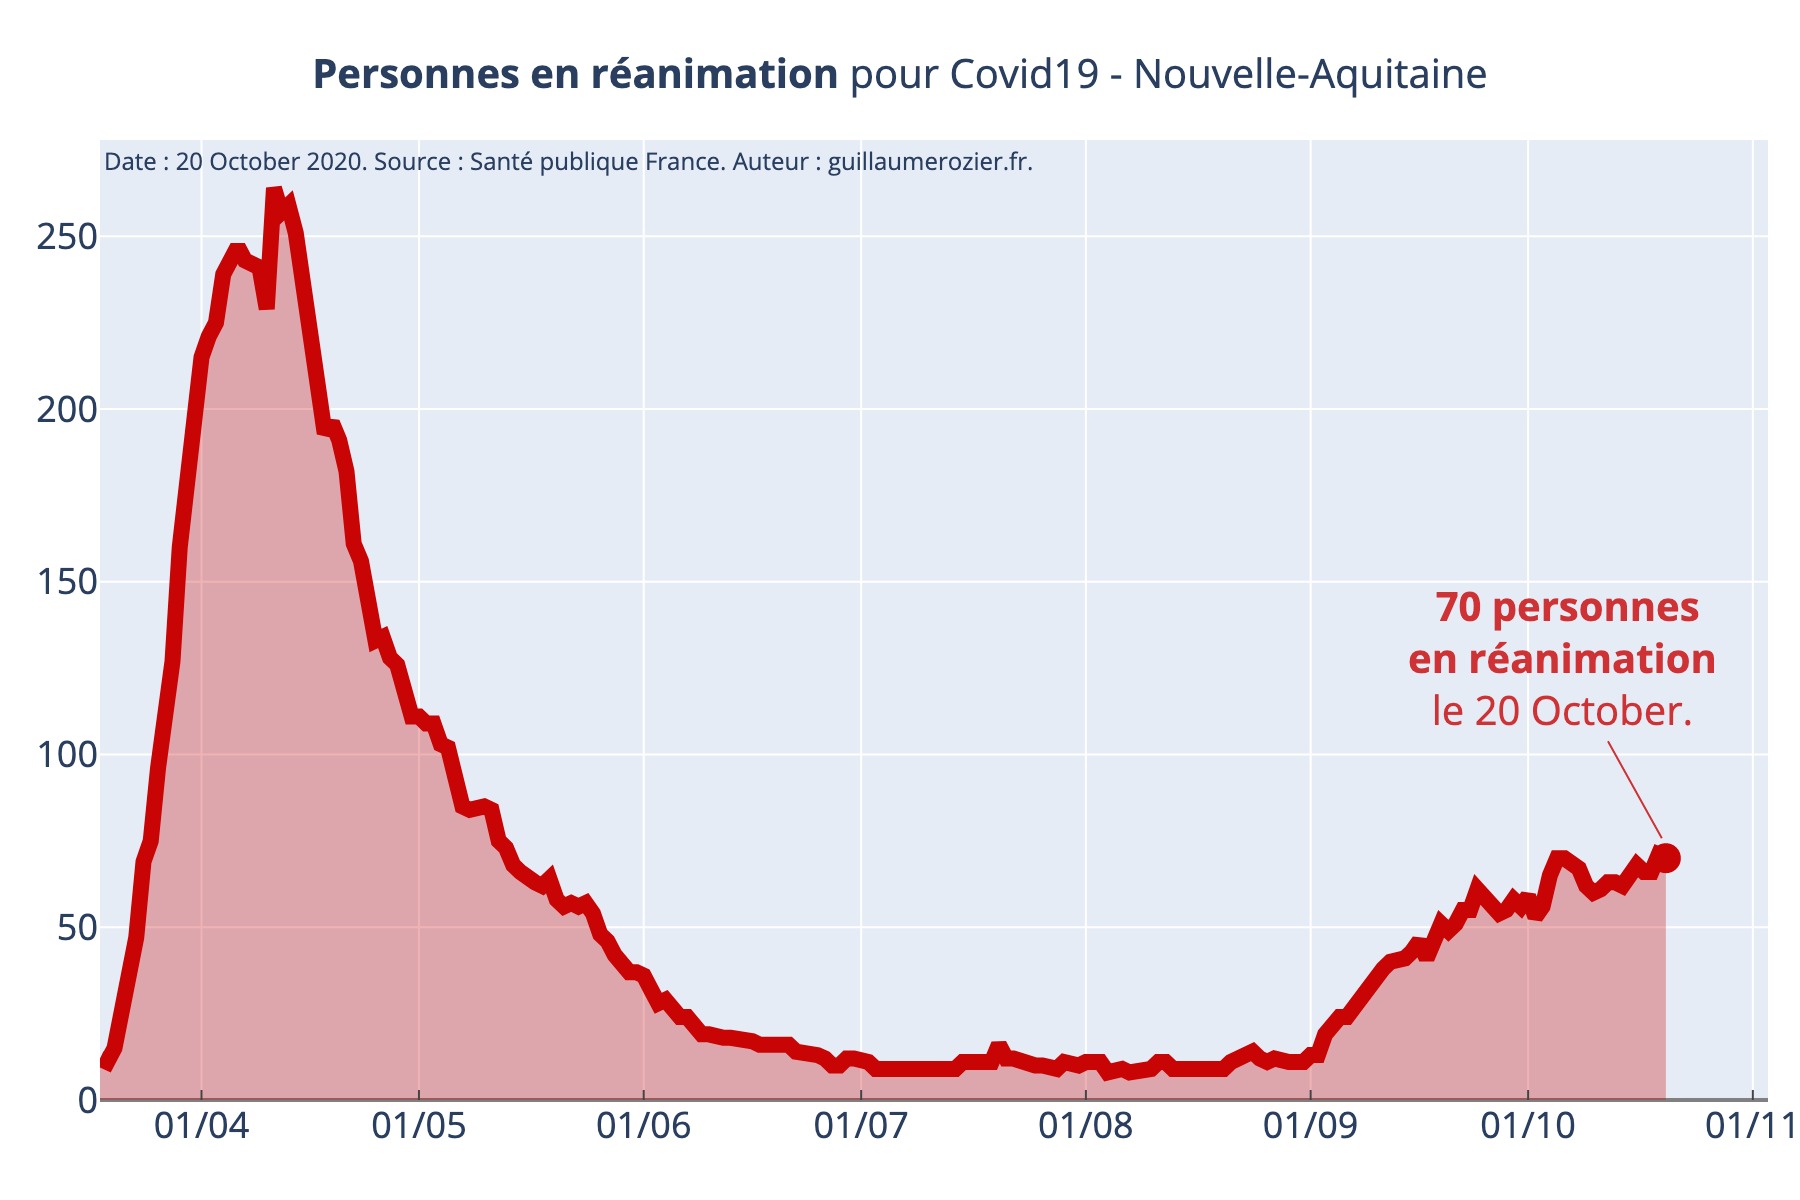 Personnes en réanimation pour Covid19 - Nouvelle-Aquitaine
Date : 20 October 2020. Source : Santé publique France. Auteur : guillaumerozier.fr.
250
200
150
100
50
0
70 personnes
en réanimation
le 20 October.
01/04 01/05 01/06 01/07 01/08 01/09 01/10 01/11